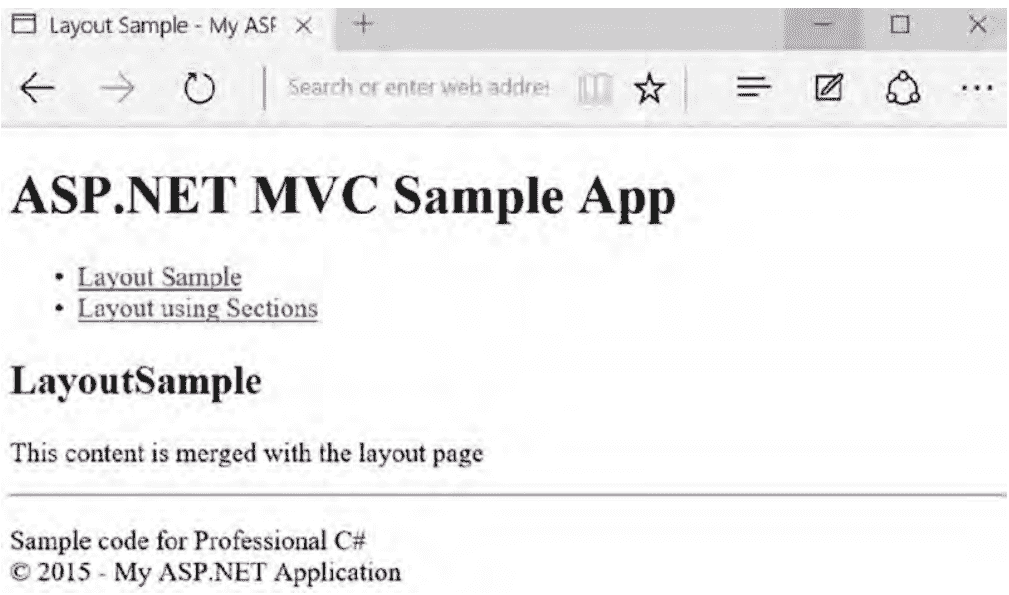 Layout Sample - My ASF
Search or enter web addre
ASP.NET MVC Sample App
• Layout Sample
• Layout using Sections
LayoutSample
This content is merged with the layout page
Sample code for Professional C#
© 2015 - My ASP.NET Application